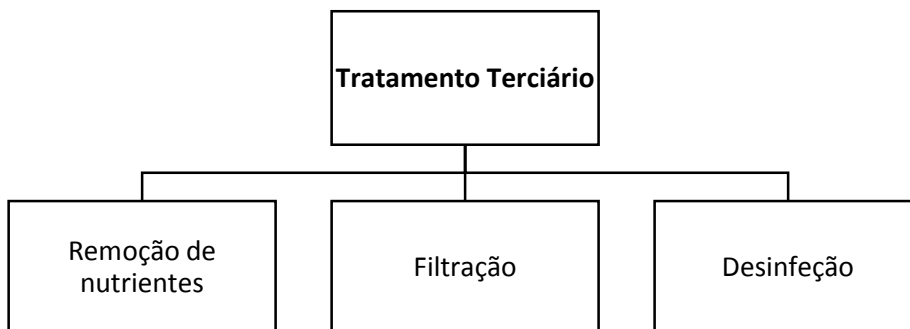 Tratamento Terciário
Remoção de
nutrientes
Filtração
Desinfeção